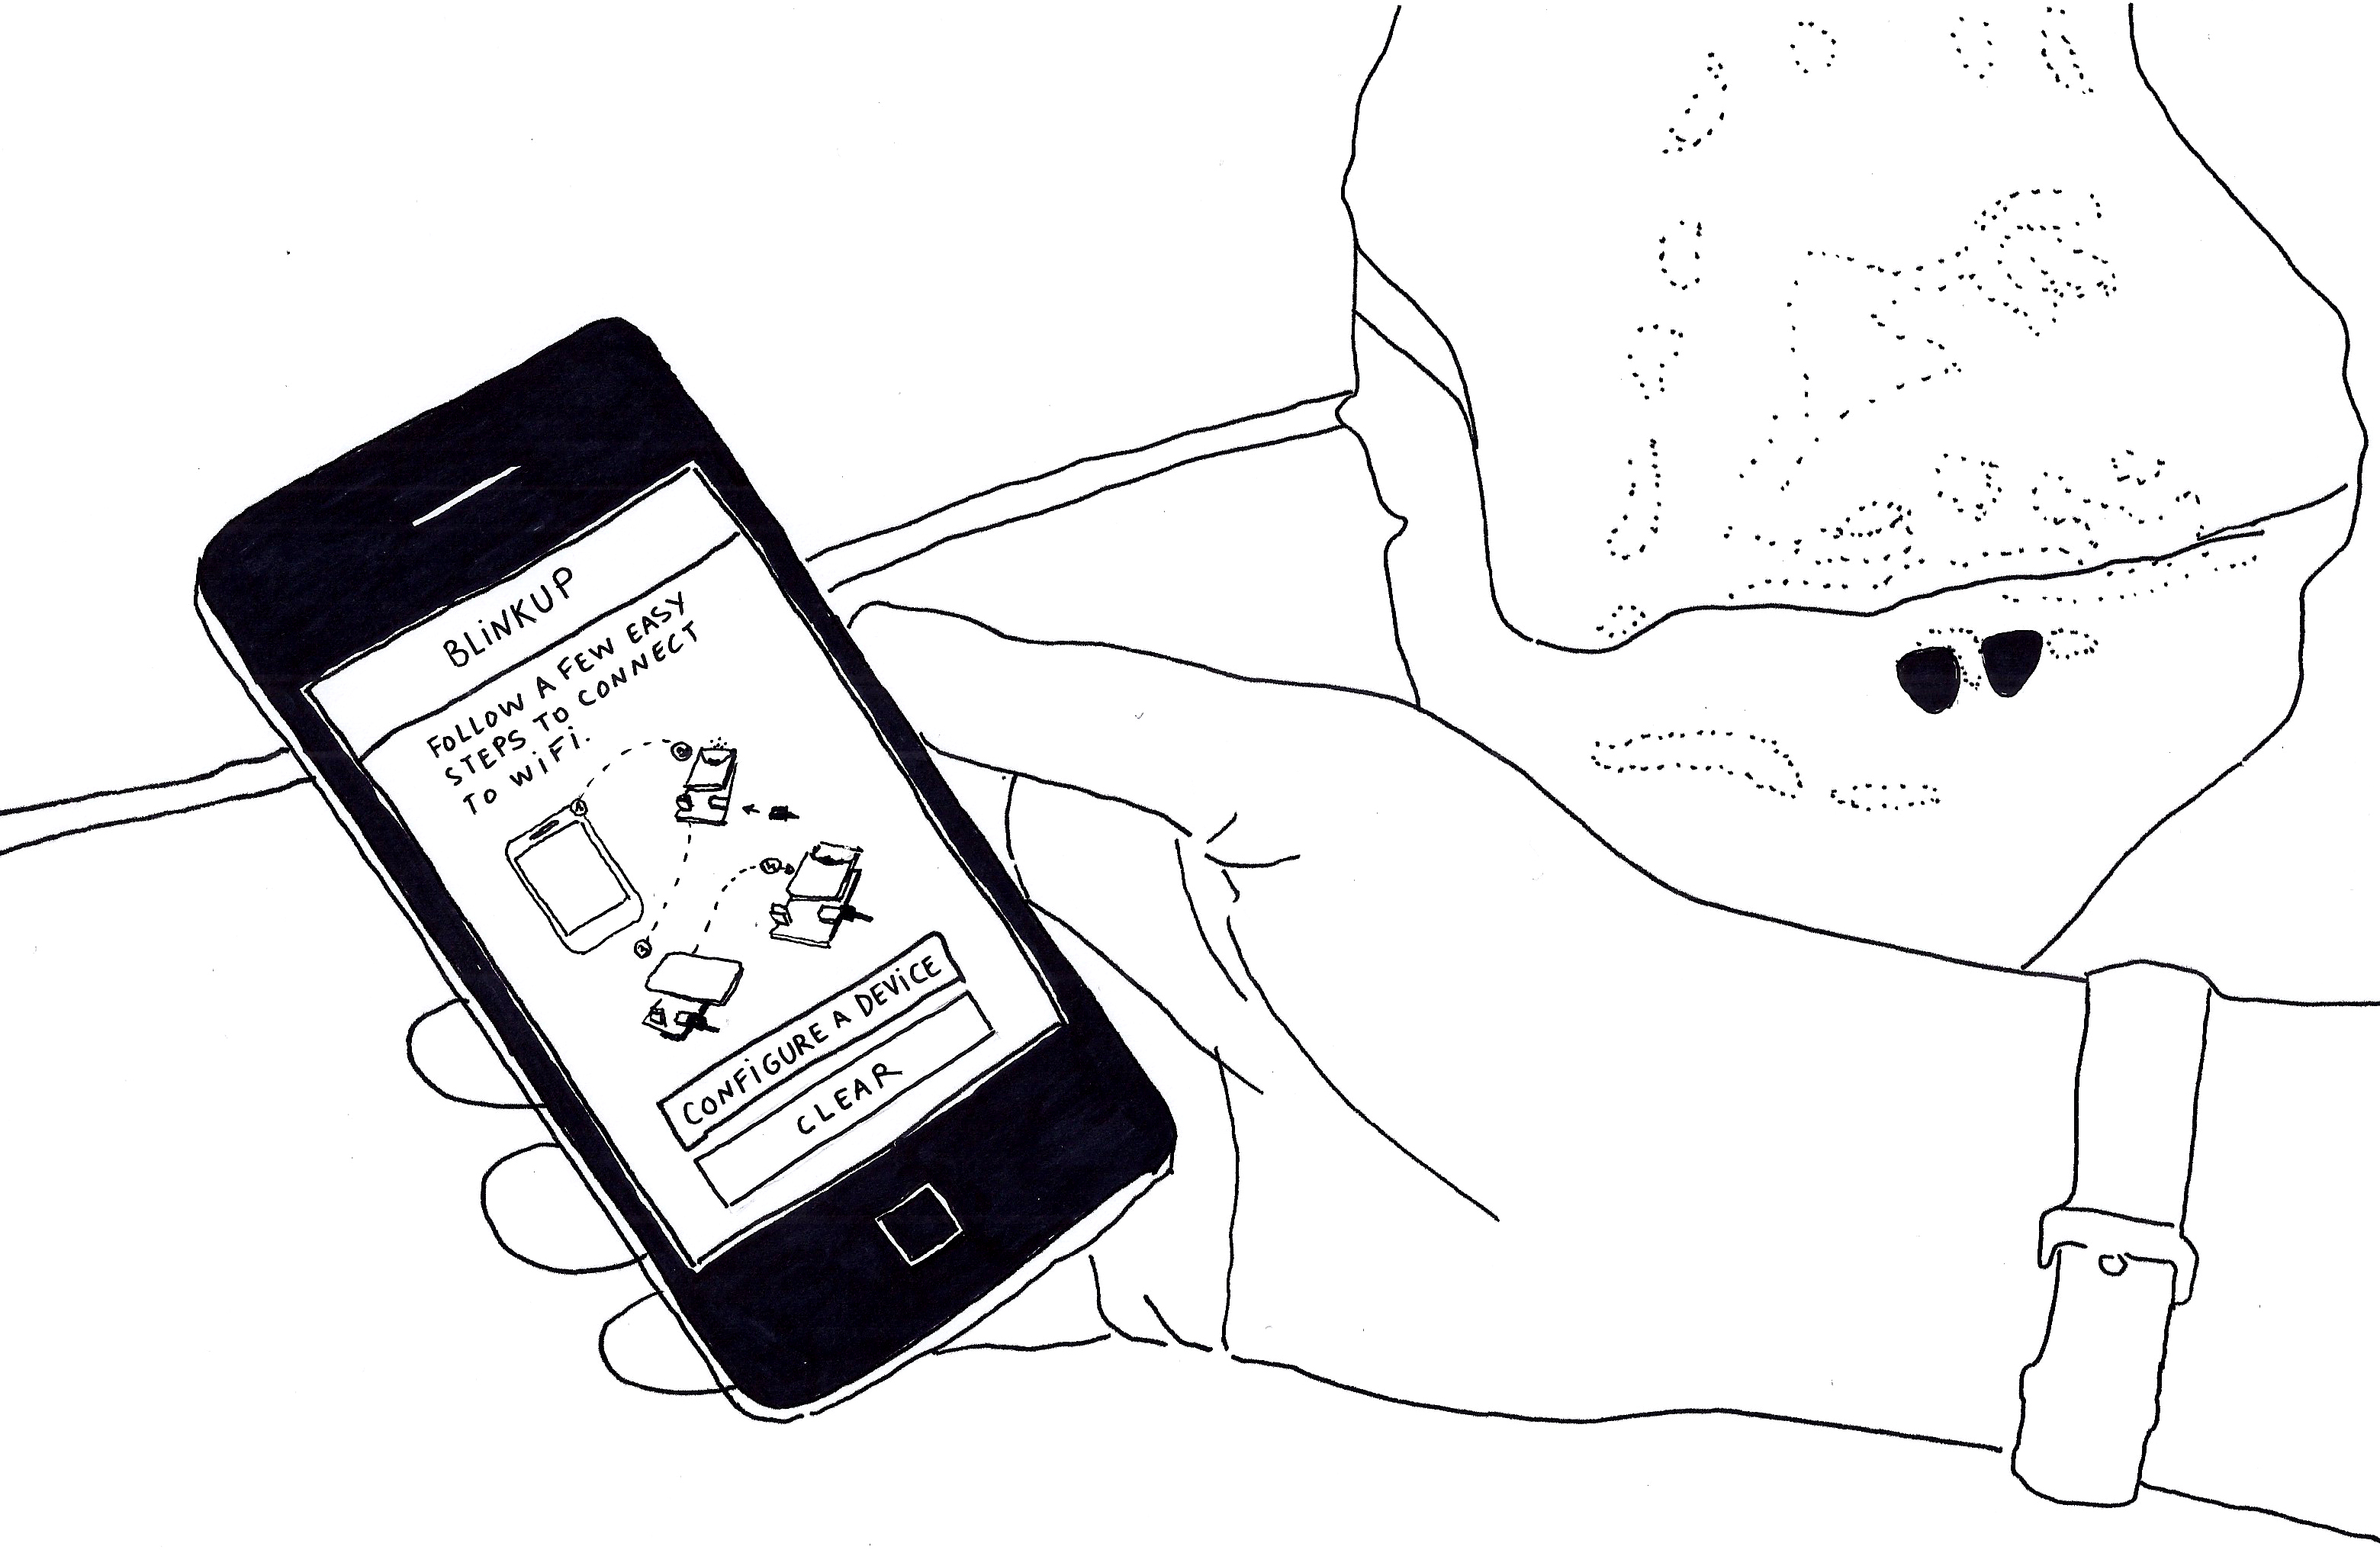 BLiNKUP
FOLLOW A FEW EASY
STEPS TO CONNECT
TO WiFi.
CONFiGURE A DEViCE
CLEAR